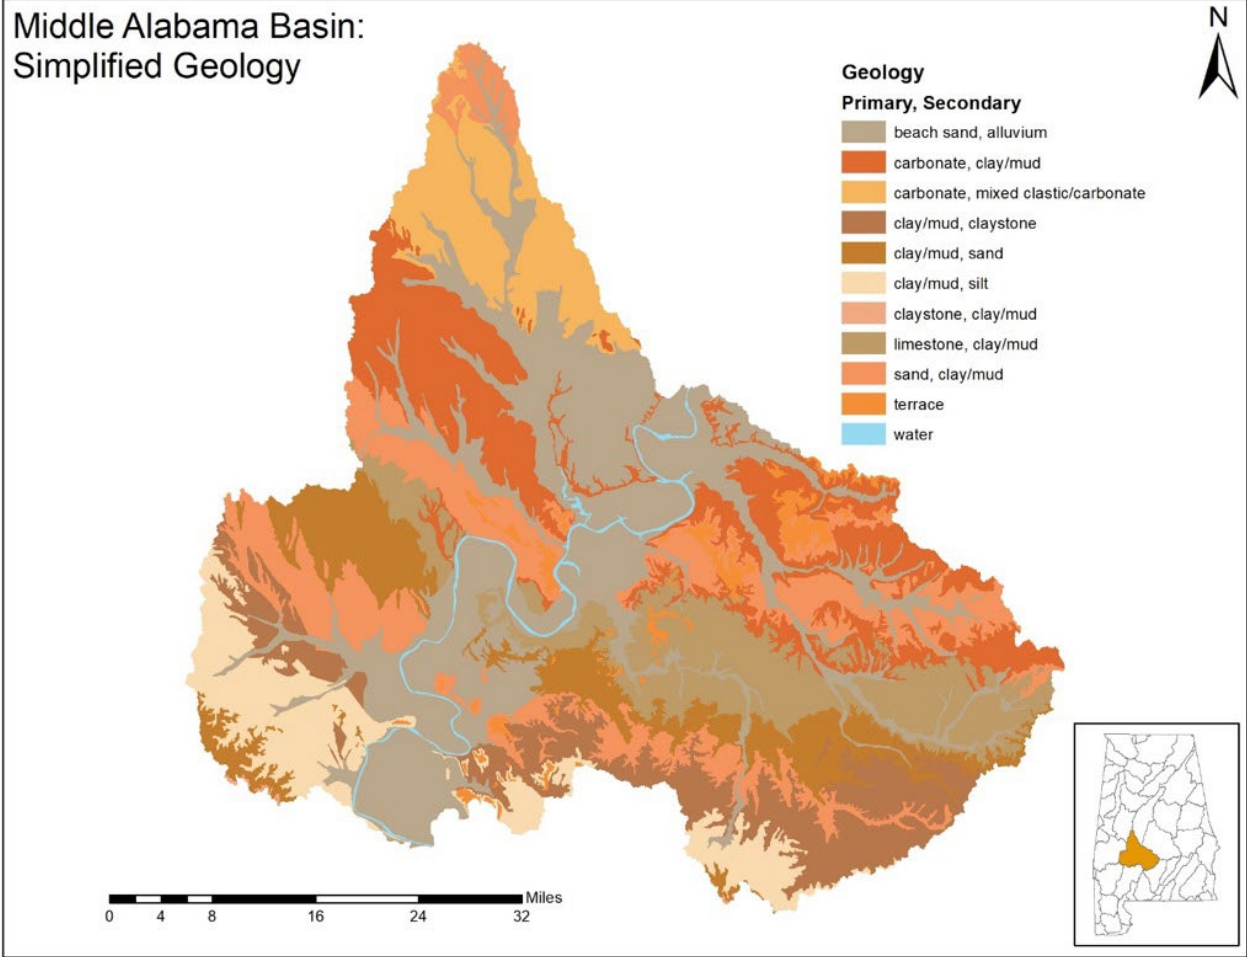 Middle Alabama Basin:
Simplified Geology
N
Geology
Primary, Secondary
beach sand, alluvium
carbonate, clay/mud
carbonate, mixed clastic/carbonate
clay/mud, claystone
clay/mud, sand
clay/mud, silt
claystone, clay/mud
limestone, clay/mud
sand, clay/mud
terrace
water
Miles
0 4 8 16 24 32